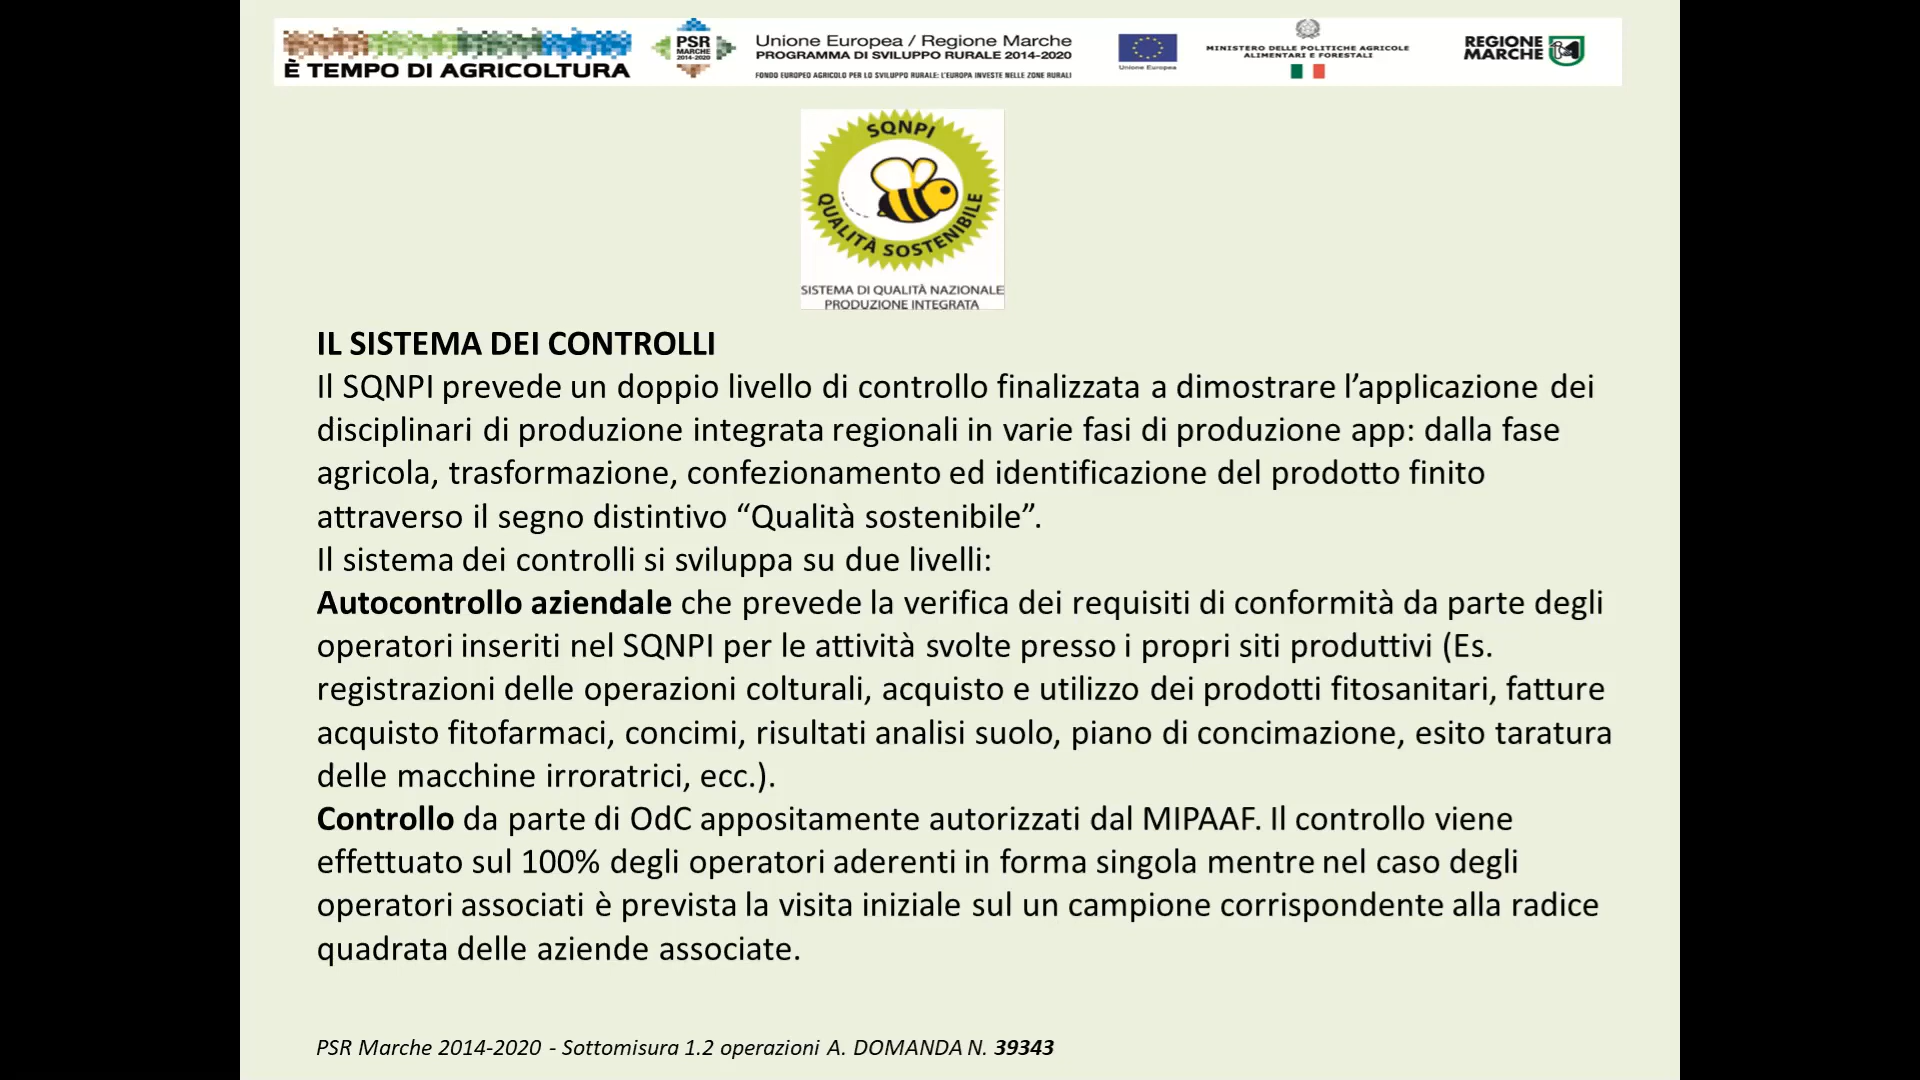 È TEMPO DI AGRICOLTURA
PSR
MARCHE
2014-2020
Unione Europea / Regione Marche
PROGRAMMA DI SVILUPPO RURALE 2014-2020
FONDO EUROPEO AGRICOLO PER LO SVILUPPO RURALE: L'EUROPA INVESTE NELLE ZONE RURALI
Unione Europea
MINISTERO DELLE POLITICHE AGRICOLE
ALIMENTARI E FORESTALI
REGIONE
MARCHE
SQNPI
QUALITÀ SOSTENIBILE
SISTEMA DI QUALITÀ NAZIONALE
PRODUZIONE INTEGRATA
IL SISTEMA DEI CONTROLLI
Il SQNPI prevede un doppio livello di controllo finalizzata a dimostrare l’applicazione dei
disciplinari di produzione integrata regionali in varie fasi di produzione app: dalla fase
agricola, trasformazione, confezionamento ed identificazione del prodotto finito
attraverso il segno distintivo “Qualità sostenibile”.
Il sistema dei controlli si sviluppa su due livelli:
Autocontrollo aziendale che prevede la verifica dei requisiti di conformità da parte degli
operatori inseriti nel SQNPI per le attività svolte presso i propri siti produttivi (Es.
registrazioni delle operazioni colturali, acquisto e utilizzo dei prodotti fitosanitari, fatture
acquisto fitofarmaci, concimi, risultati analisi suolo, piano di concimazione, esito taratura
delle macchine irroratrici, ecc.).
Controllo da parte di OdC appositamente autorizzati dal MIPAAF. Il controllo viene
effettuato sul 100% degli operatori aderenti in forma singola mentre nel caso degli
operatori associati è prevista la visita iniziale sul un campione corrispondente alla radice
quadrata delle aziende associate.
PSR Marche 2014-2020 - Sottomisura 1.2 operazioni A. DOMANDA N. 39343